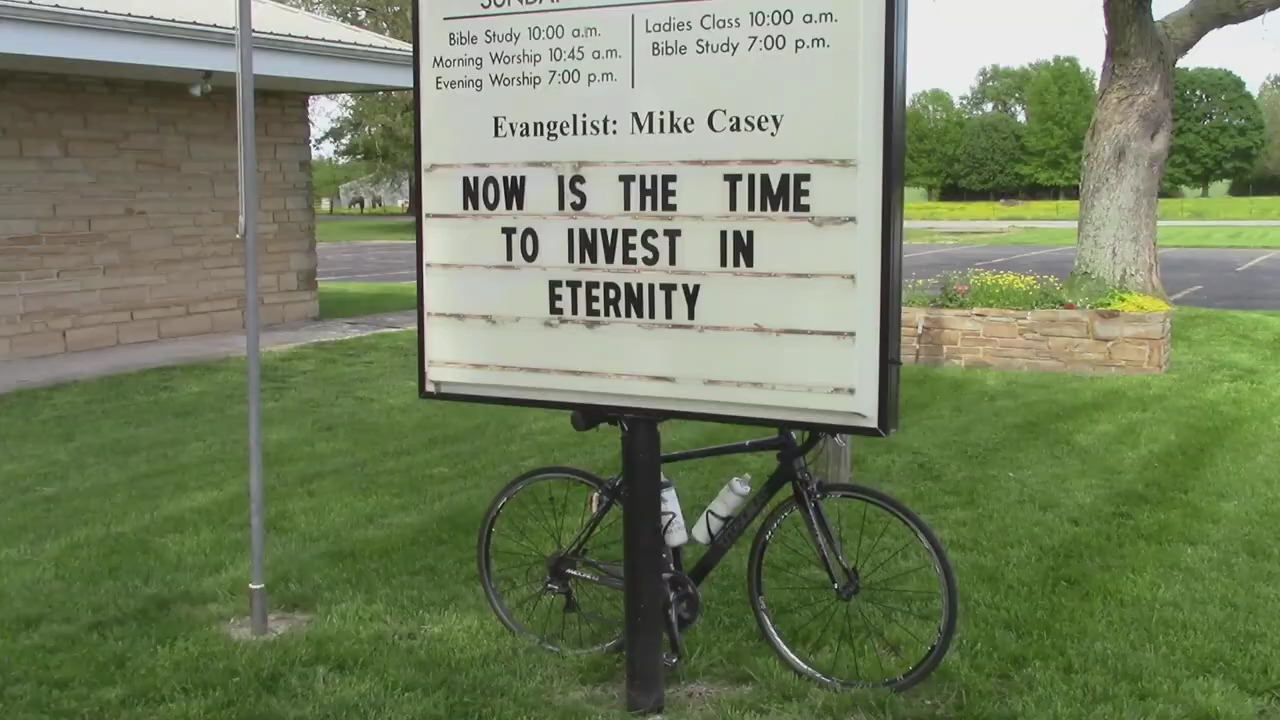 SUNDAY
Bible Study 10:00 a.m.
Morning Worship 10:45 a.m.
Evening Worship 7:00 p.m.
Ladies Class 10:00 a.m.
Bible Study 7:00 p.m.
Evangelist: Mike Casey
NOW IS THE TIME
TO INVEST IN
ETERNITY